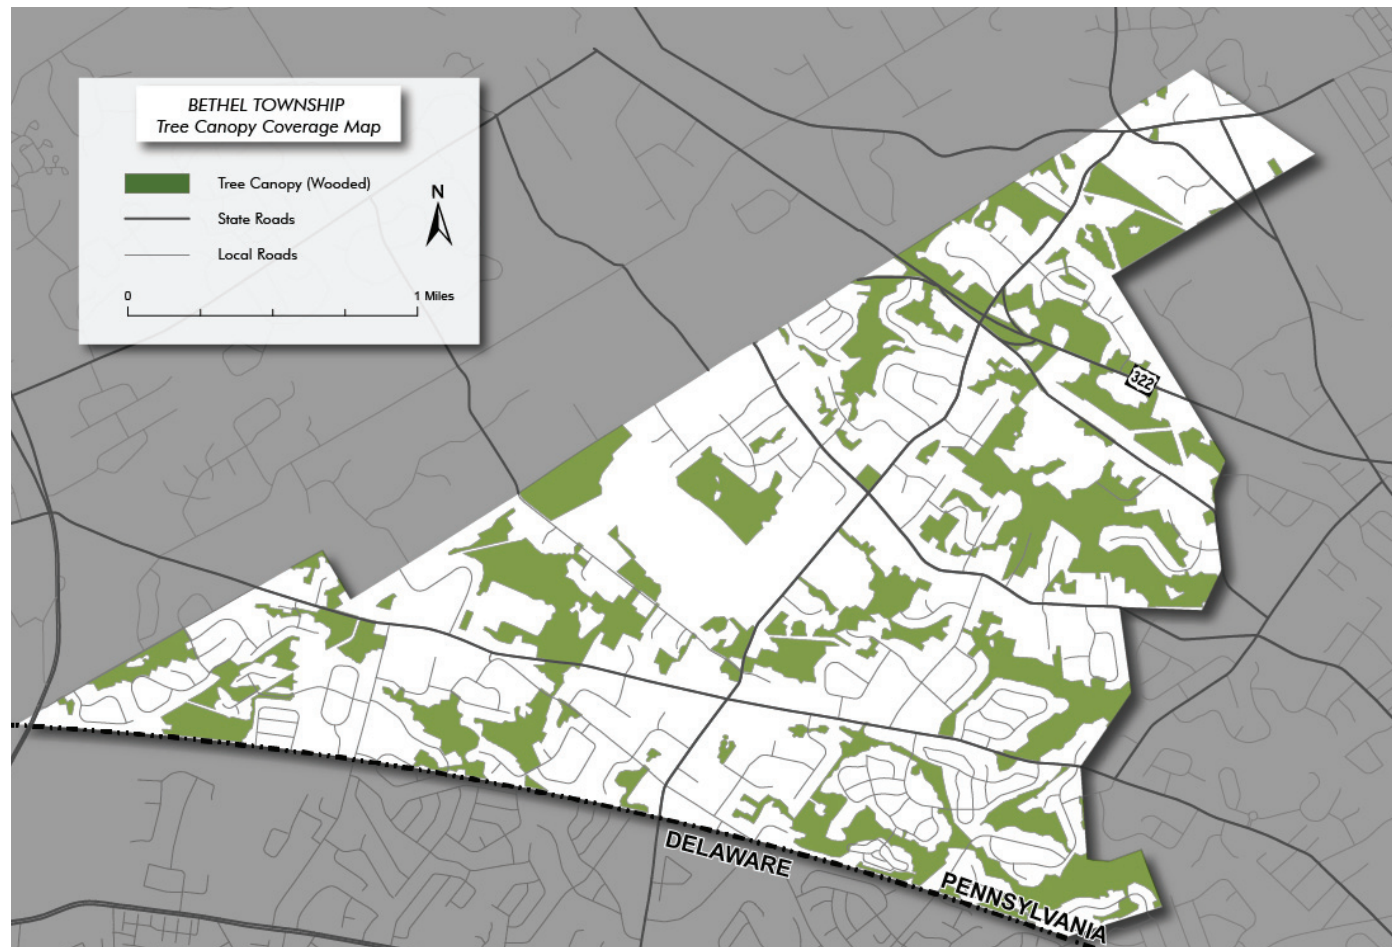 BETHEL TOWNSHIP
Tree Canopy Coverage Map
Tree Canopy (Wooded)
State Roads
Local Roads
N
0 1 Miles
322
DELAWARE
PENNSYLVANIA